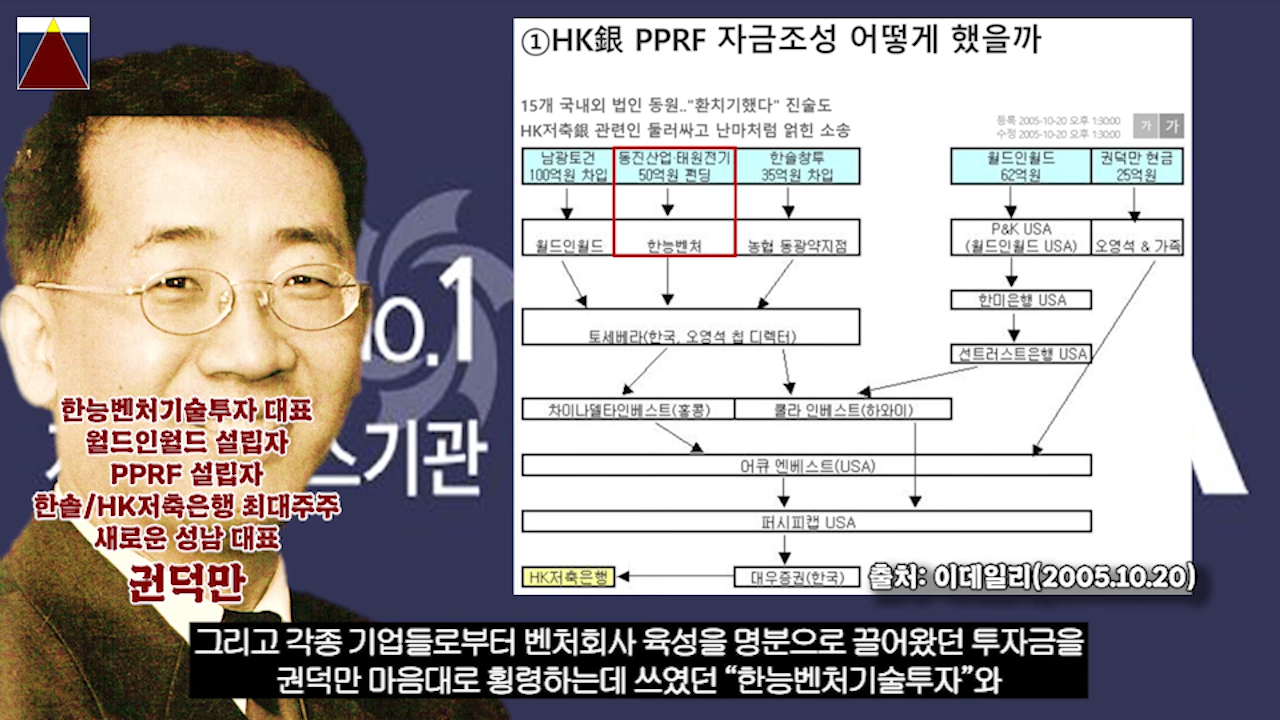 ①HK銀 PPRF 자금조성 어떻게 했을까
15개 국내외 법인 동원.."환치기했다" 진술도
HK저축銀 관련인 둘러싸고 난마처럼 얽힌 소송
등록 2005-10-20 오후 1:30:00
수정 2005-10-20 오후 1:30:00
가 가
남광토건
100억원 차입
동진산업·태원전기
50억원 펀딩
한솔창투
35억원 차입
월드인월드
62억원
권덕만 현금
25억원
월드인월드
한능벤처
농협 동광약지점
P&K USA
(월드인월드 USA)
오영석 & 가족
한미은행 USA
토세베라(한국, 오영석 칩 디렉터)
선트러스트은행 USA
차이나델타인베스트(홍콩)
쿨라 인베스트(하와이)
어큐 엔베스트(USA)
퍼시피캡 USA
HK저축은행
대우증권(한국)
출처: 이데일리(2005.10.20)
No.1
스기관
한능벤처기술투자 대표
월드인월드 설립자
PPRF 설립자
한솔/HK저축은행 최대주주
새로운 성남 대표
권덕만
그리고 각종 기업들로부터 벤처회사 육성을 명분으로 끌어왔던 투자금을
권덕만 마음대로 횡령하는데 쓰였던 “한능벤처기술투자”와